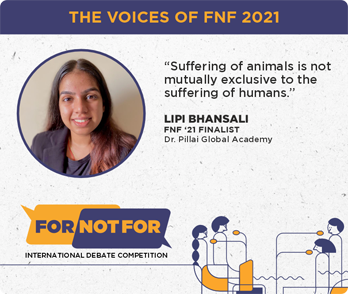 THE VOICES OF FNF 2021
“Suffering of animals is not
mutually exclusive to the
suffering of humans.”
LIPI BHANSALI
FNF ‘21 FINALIST
Dr. Pillai Global Academy
FOR NOT FOR
INTERNATIONAL DEBATE COMPETITION